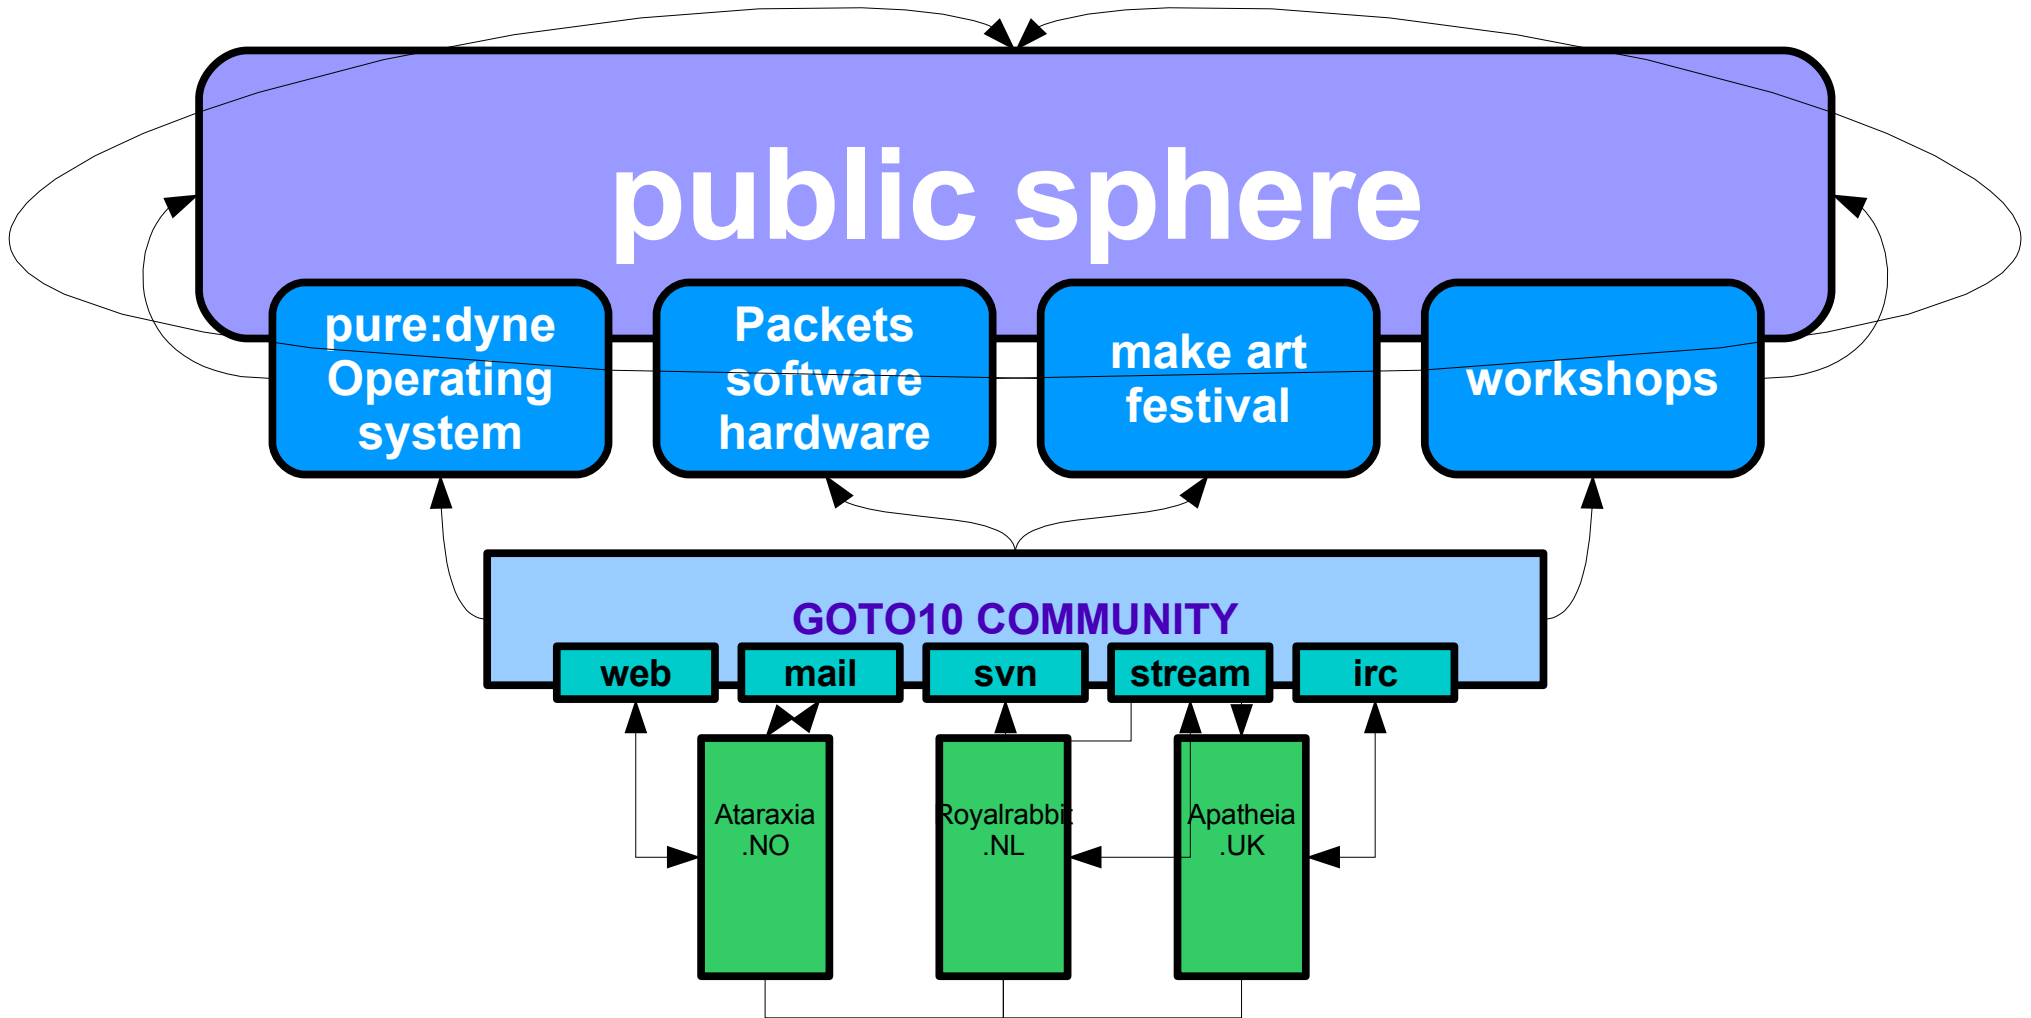 public sphere
pure:dyne
Operating
system
Packets
software
hardware
make art
festival
workshops
GOTO10 COMMUNITY
web
mail
svn
stream
irc
Ataraxia
.NO
Royalrabbit
.NL
Apatheia
.UK